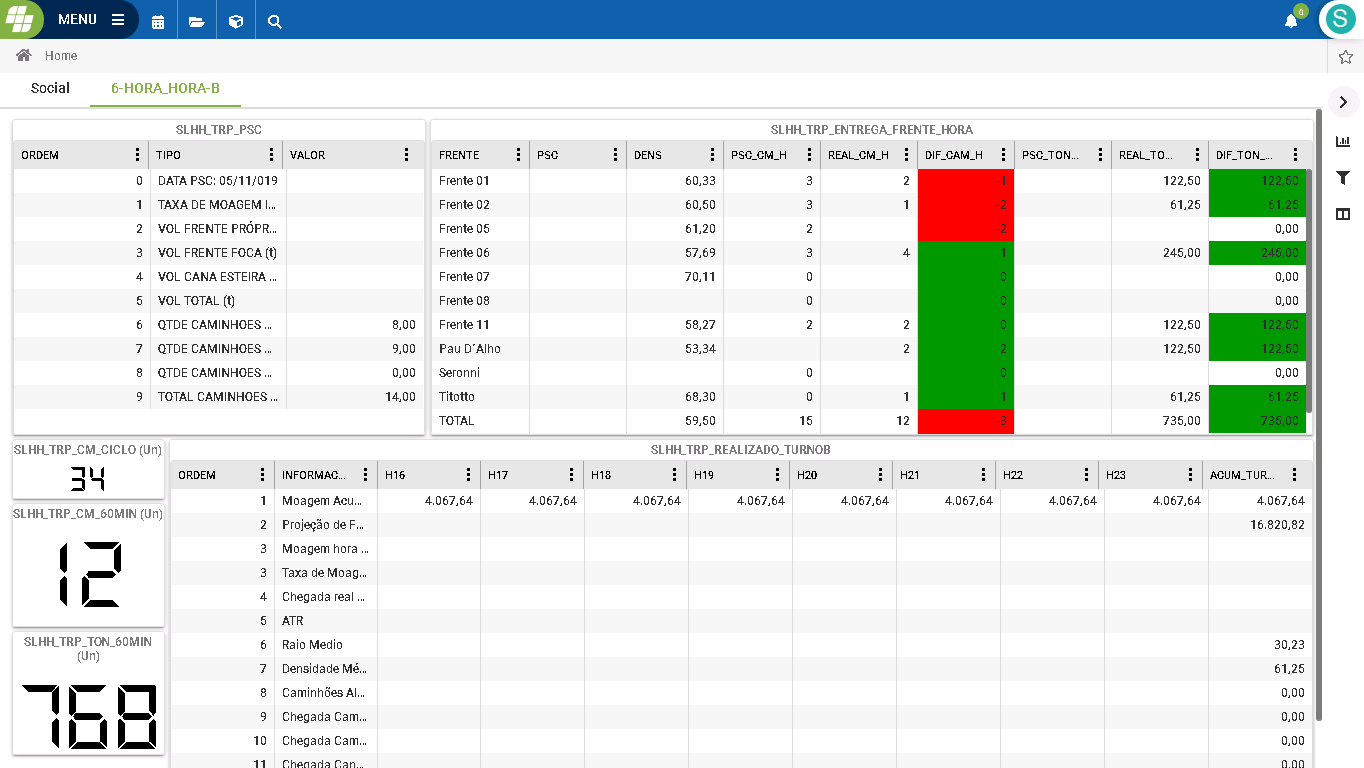 MENU
0
S
Home
Social 6-HORA_HORA-B
SLHH_TRP_PSC
ORDEM TIPO VALOR
0 DATA PSC: 05/11/019
1 TAXA DE MOAGEM I...
2 VOL FRENTE PRÓPR...
3 VOL FRENTE FOCA (t)
4 VOL CANA ESTEIRA ...
5 VOL TOTAL (t)
6 QTDE CAMINHOES ... 8,00
7 QTDE CAMINHOES ... 9,00
8 QTDE CAMINHOES ... 0,00
9 TOTAL CAMINHOES ... 14,00
SLHH_TRP_ENTREGA_FRENTE_HORA
FRENTE PSC DENS PSC_CM_H REAL_CM_H DIF_CAM_H PSC_TON... REAL_TO... DIF_TON_...
Frente 01 60,33 3 2 -1 122,50 122,50
Frente 02 60,50 3 1 -2 61,25 61,25
Frente 05 61,20 2 -2 0,00
Frente 06 57,69 3 4 1 245,00 245,00
Frente 07 70,11 0 0 0,00
Frente 08 0 0 0,00
Frente 11 58,27 2 2 0 122,50 122,50
Pau D´Alho 53,34 2 2 122,50 122,50
Seronni 0 0 0,00
Titotto 68,30 0 1 1 61,25 61,25
TOTAL 59,50 15 12 -3 735,00 735,00
SLHH_TRP_CM_CICLO (Un)
34
SLHH_TRP_CM_60MIN (Un)
12
SLHH_TRP_TON_60MIN
(Un)
768
SLHH_TRP_REALIZADO_TURNOB
ORDEM INFORMAC... H16 H17 H18 H19 H20 H21 H22 H23 ACUM_TUR...
1 Moagem Acu... 4.067,64 4.067,64 4.067,64 4.067,64 4.067,64 4.067,64 4.067,64 4.067,64 4.067,64
2 Projeção de F... 16.820,82
3 Moagem hora ...
3 Taxa de Moag...
4 Chegada real ...
5 ATR
6 Raio Medio 30,23
7 Densidade Mé... 61,25
8 Caminhões Al... 0,00
9 Chegada Cam... 0,00
10 Chegada Cam... 0,00
11 Chegada Can... 0,00